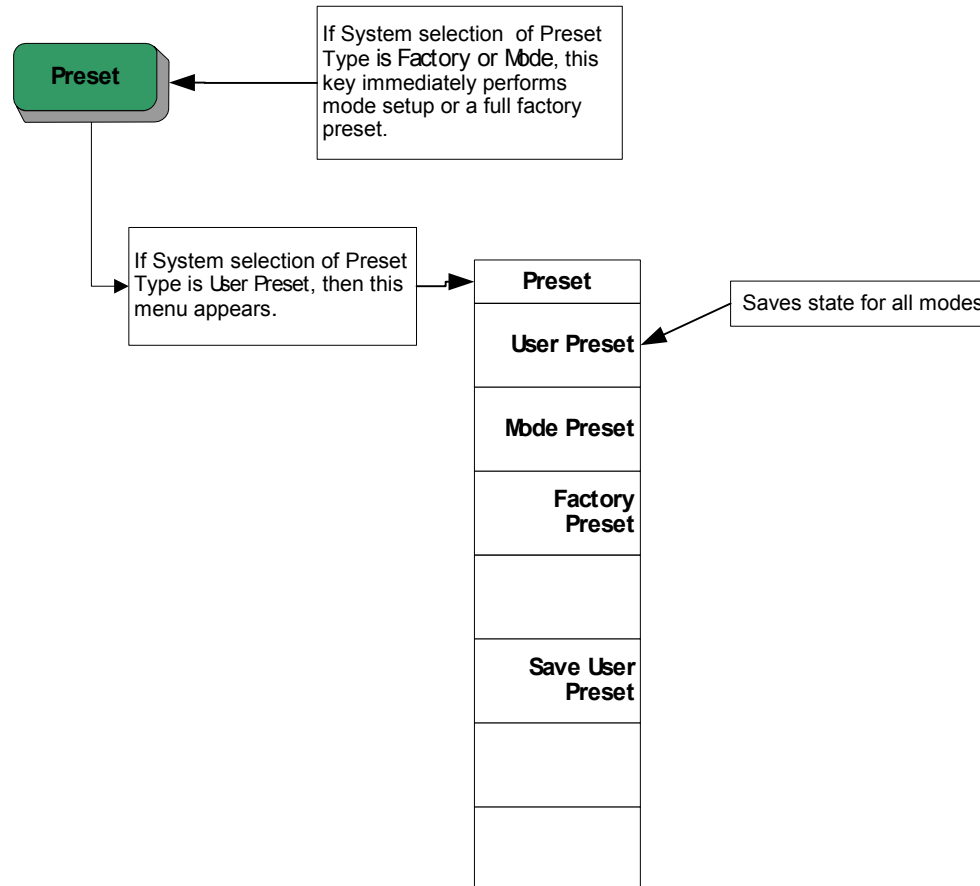 Preset
If System selection of Preset
Type is Factory or Mode, this
key immediately performs
mode setup or a full factory
preset.
If System selection of Preset
Type is User Preset, then this
menu appears.
Preset
User Preset
Saves state for all modes
Mode Preset
Factory
Preset
Save User
Preset